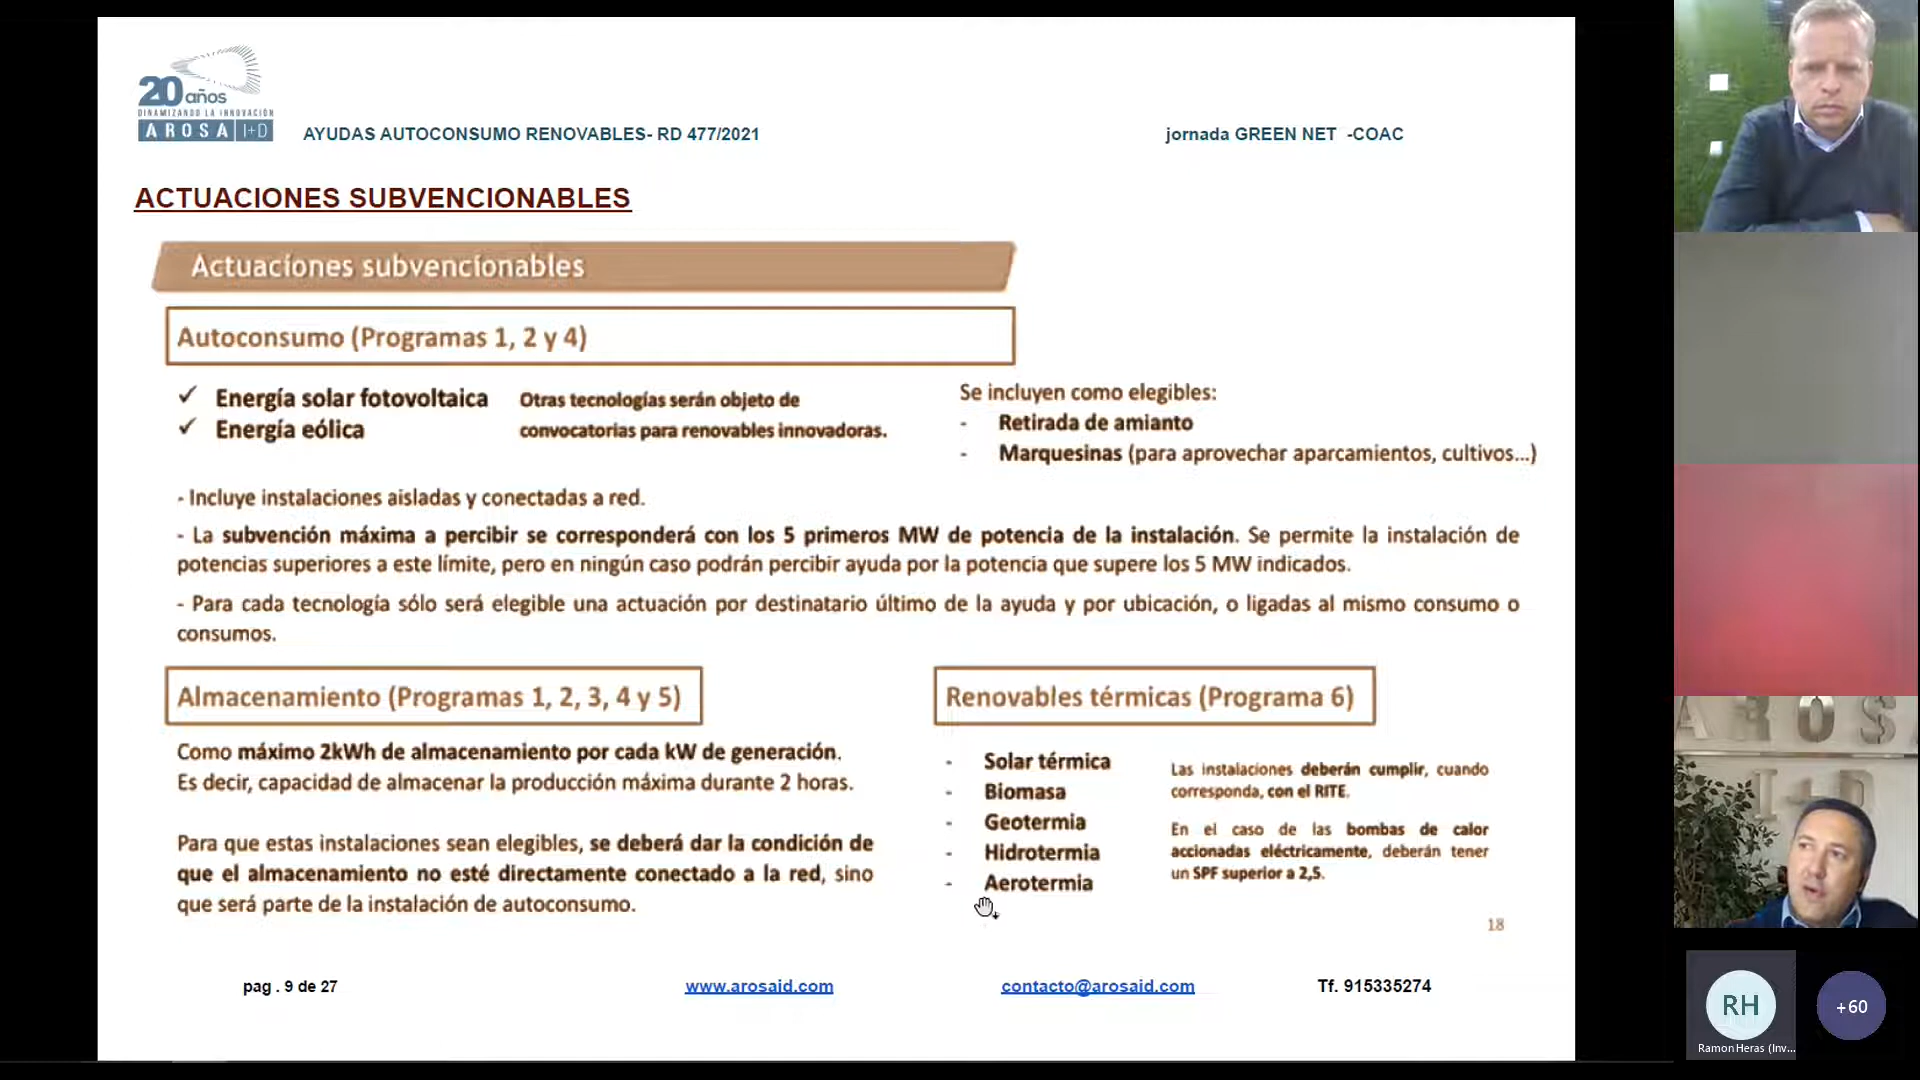 20 años
DINAMIZANDO LA INNOVACIÓN
AROSA I+D
AYUDAS AUTOCONSUMO RENOVABLES- RD 477/2021
jornada GREEN NET -COAC
ACTUACIONES SUBVENCIONABLES
Actuaciones subvencionables
Autoconsumo (Programas 1, 2 y 4)
✓ Energía solar fotovoltaica
✓ Energía eólica
Otras tecnologías serán objeto de
convocatorias para renovables innovadoras.
Se incluyen como elegibles:
- Retirada de amianto
- Marquesinas (para aprovechar aparcamientos, cultivos...)
- Incluye instalaciones aisladas y conectadas a red.
- La subvención máxima a percibir se corresponderá con los 5 primeros MW de potencia de la instalación. Se permite la instalación de
potencias superiores a este límite, pero en ningún caso podrán percibir ayuda por la potencia que supere los 5 MW indicados.
- Para cada tecnología sólo será elegible una actuación por destinatario último de la ayuda y por ubicación, o ligadas al mismo consumo o
consumos.
Almacenamiento (Programas 1, 2, 3, 4 y 5)
Como máximo 2kWh de almacenamiento por cada kW de generación.
Es decir, capacidad de almacenar la producción máxima durante 2 horas.
Para que estas instalaciones sean elegibles, se deberá dar la condición de
que el almacenamiento no esté directamente conectado a la red, sino
que será parte de la instalación de autoconsumo.
Renovables térmicas (Programa 6)
- Solar térmica
- Biomasa
- Geotermia
- Hidrotermia
- Aerotermia
Las instalaciones deberán cumplir, cuando
corresponda, con el RITE.
En el caso de las bombas de calor
accionadas eléctricamente, deberán tener
un SPF superior a 2,5.
18
pag . 9 de 27
www.arosaid.com
contacto@arosaid.com
Tf. 915335274
AROSA
I+D
RH
Ramon Heras (Inv...
+60